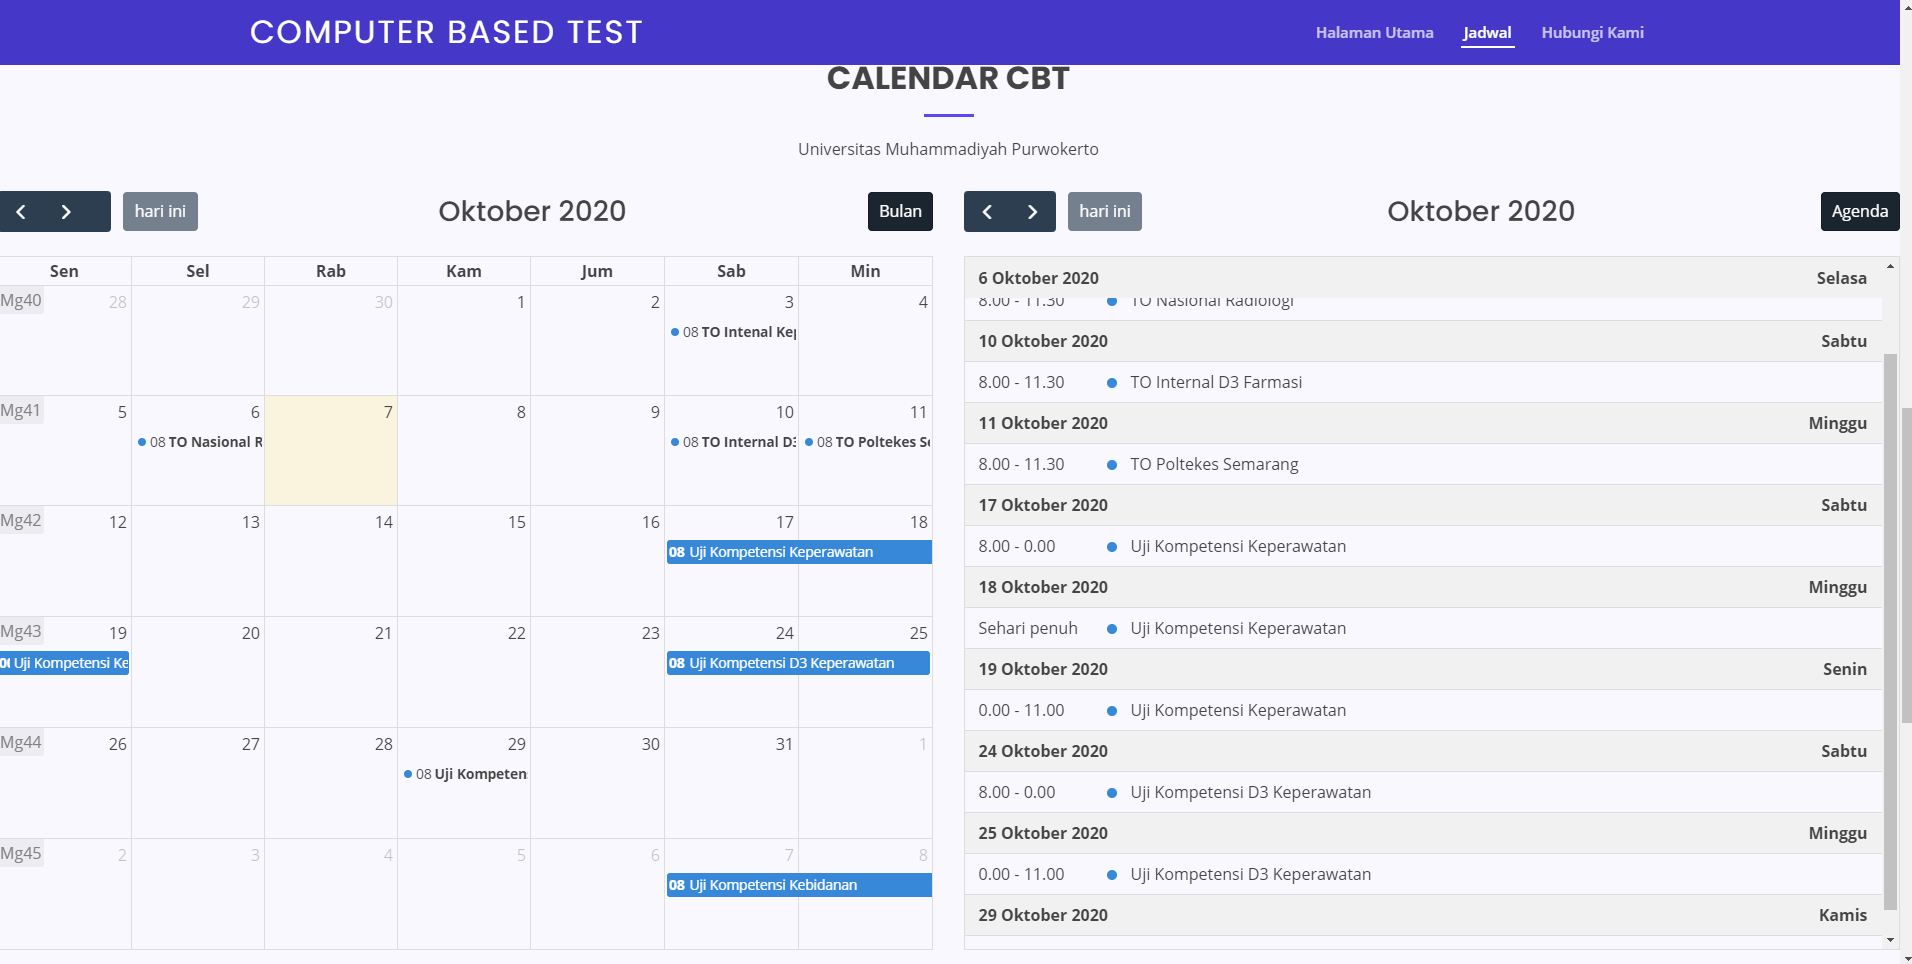 COMPUTER BASED TEST
Halaman Utama Jadwal Hubungi Kami
CALENDAR CBT
Universitas Muhammadiyah Purwokerto
hari ini
Oktober 2020
Bulan
Sen Sel Rab Kam Jum Sab Min
Mg40 28 29 30 1 2 3 4
08 TO Intenal Kep
Mg41 5 6 7 8 9 10 11
08 TO Nasional R 08 TO Internal D3 08 TO Poltekes Se
Mg42 12 13 14 15 16 17 18
08 Uji Kompetensi Keperawatan
Mg43 19 20 21 22 23 24 25
Uji Kompetensi Ke 08 Uji Kompetensi D3 Keperawatan
Mg44 26 27 28 29 30 31 1
08 Uji Kompeten
Mg45 2 3 4 5 6 7 8
08 Uji Kompetensi Kebidanan
hari ini
Oktober 2020
Agenda
6 Oktober 2020 Selasa
8.00 - 11.30 TO Nasional Radiologi
10 Oktober 2020 Sabtu
8.00 - 11.30 TO Internal D3 Farmasi
11 Oktober 2020 Minggu
8.00 - 11.30 TO Poltekes Semarang
17 Oktober 2020 Sabtu
8.00 - 0.00 Uji Kompetensi Keperawatan
18 Oktober 2020 Minggu
Sehari penuh Uji Kompetensi Keperawatan
19 Oktober 2020 Senin
0.00 - 11.00 Uji Kompetensi Keperawatan
24 Oktober 2020 Sabtu
8.00 - 0.00 Uji Kompetensi D3 Keperawatan
25 Oktober 2020 Minggu
0.00 - 11.00 Uji Kompetensi D3 Keperawatan
29 Oktober 2020 Kamis